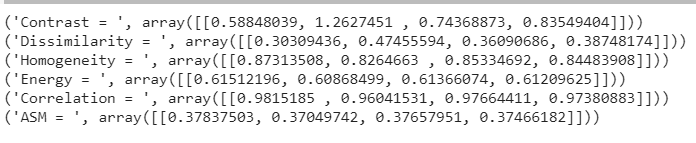 ('Contrast = ', array([[0.58848039, 1.2627451 , 0.74368873, 0.83549404]]))
('Dissimilarity = ', array([[0.30309436, 0.47455594, 0.36090686, 0.38748174]]))
('Homogeneity = ', array([[0.87313508, 0.8264663 , 0.85334692, 0.84483908]]))
('Energy = ', array([[0.61512196, 0.60868499, 0.61366074, 0.61209625]]))
('Correlation = ', array([[0.9815185 , 0.96041531, 0.97664411, 0.97380883]]))
('ASM = ', array([[0.37837503, 0.37049742, 0.37657951, 0.37466182]]))